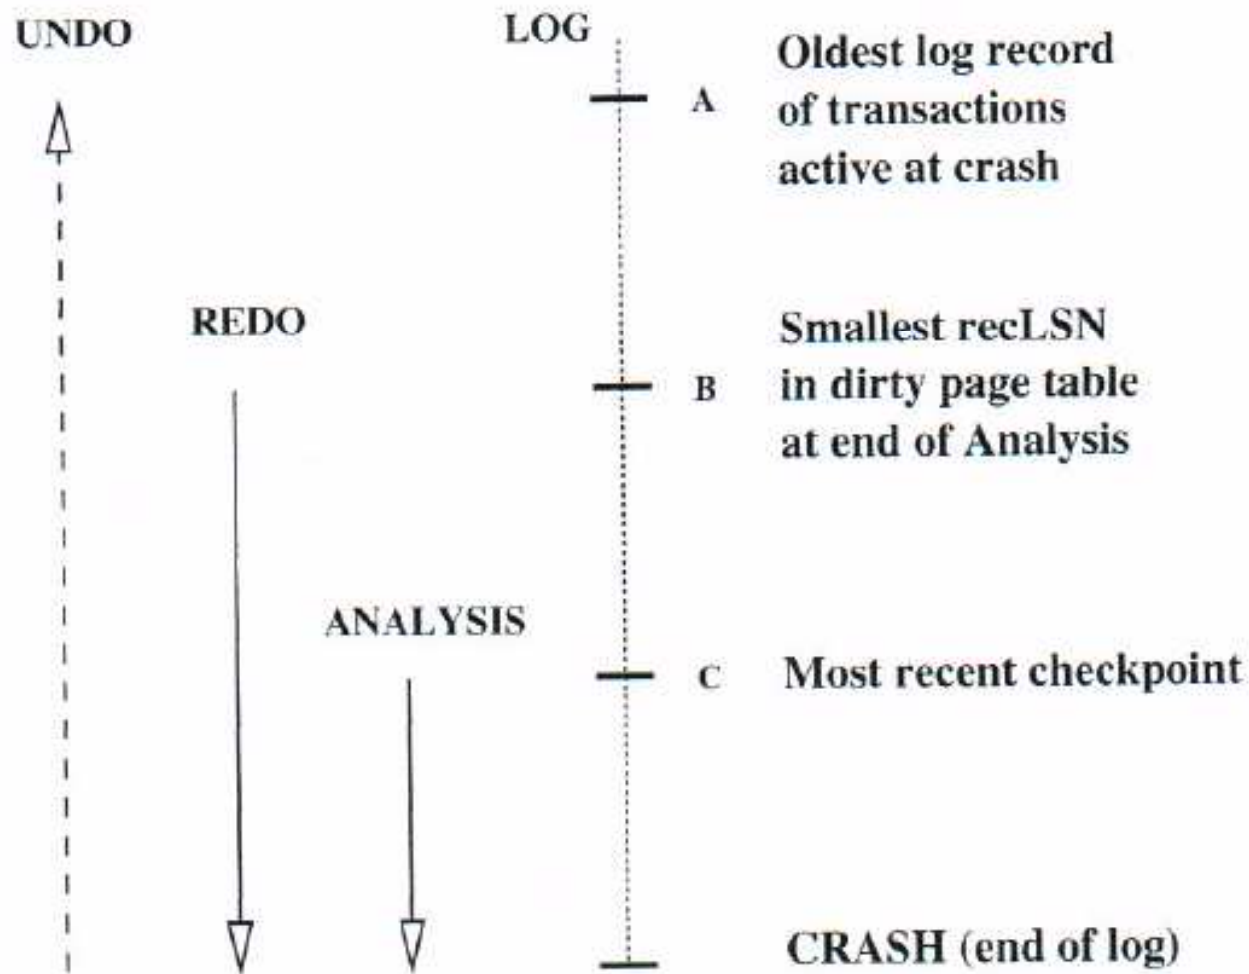 UNDO
LOG
A
Oldest log record
of transactions
active at crash
REDO
B
Smallest recLSN
in dirty page table
at end of Analysis
ANALYSIS
C
Most recent checkpoint
CRASH (end of log)